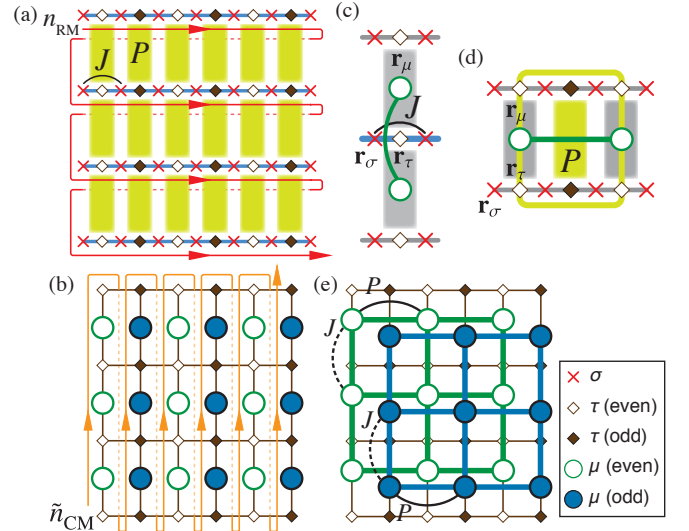 (a) n_RM
J P
(b)
ñ_CM
(c)
r_μ
J
r_σ r_τ
(d)
r_μ
P
r_τ
r_σ
(e) P
J
J
P
σ
τ (even)
τ (odd)
μ (even)
μ (odd)